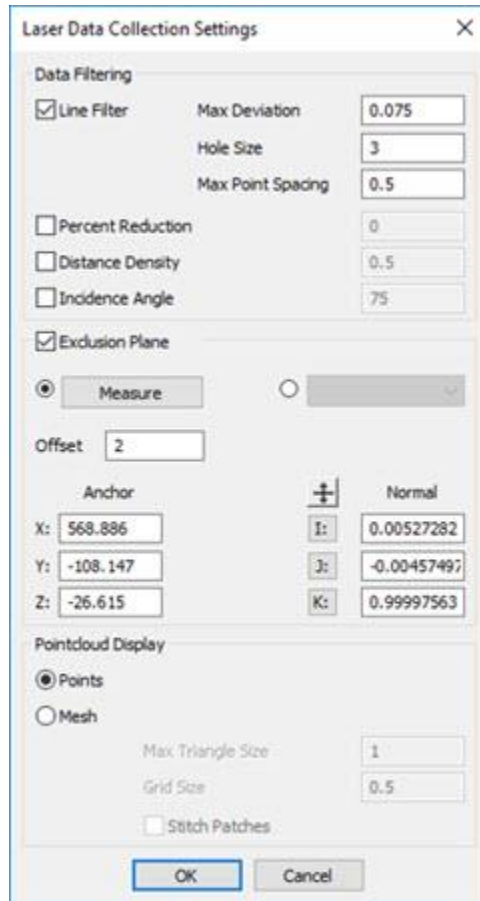 Laser Data Collection Settings
Data Filtering
Line Filter Max Deviation 0.075
Hole Size 3
Max Point Spacing 0.5
Percent Reduction 0
Distance Density 0.5
Incidence Angle 75
Exclusion Plane
Measure
Offset 2
Anchor Normal
X: 568.886 I: 0.00527282
Y: -108.147 J: -0.00457497
Z: -26.615 K: 0.99997563
Pointcloud Display
Points
Mesh
Max Triangle Size 1
Grid Size 0.5
Stitch Patches
OK Cancel